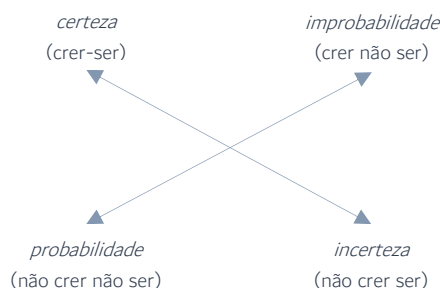 certeza
(crer-ser)
improbabilidade
(crer não ser)
probabilidade
(não crer não ser)
incerteza
(não crer ser)